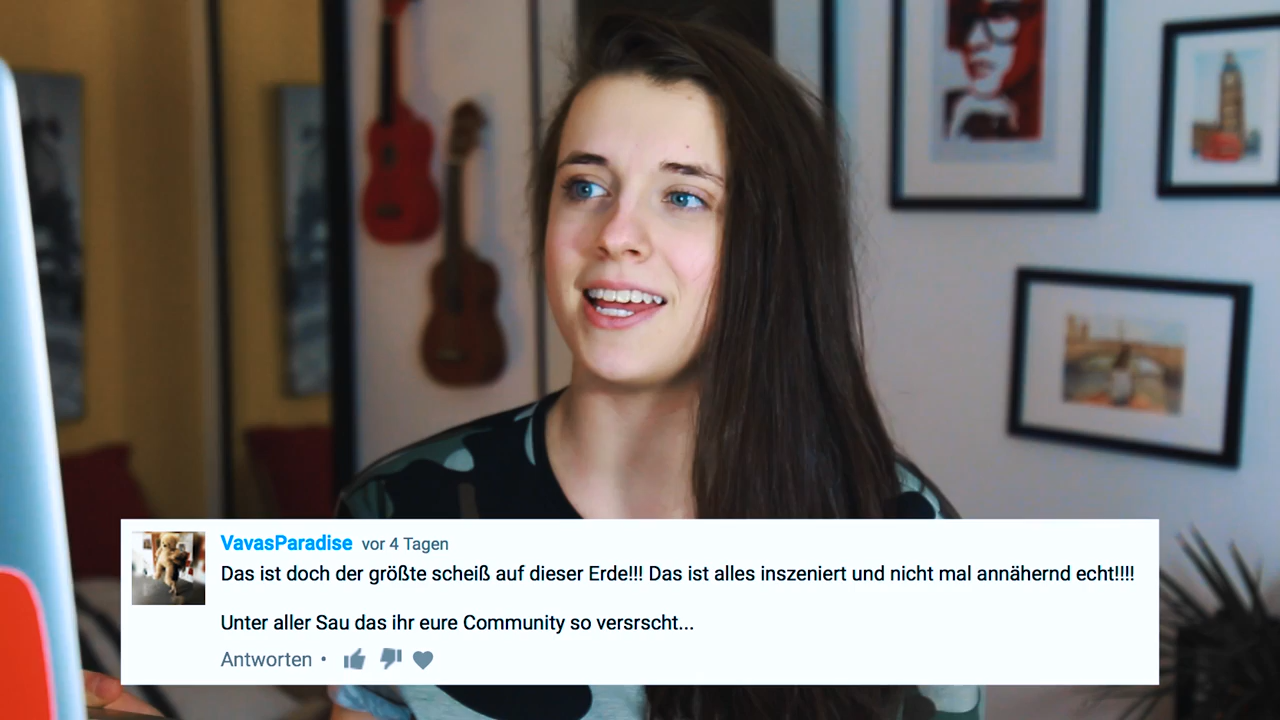 VavasParadise vor 4 Tagen
Das ist doch der größte scheiß auf dieser Erde!!! Das ist alles inszeniert und nicht mal annähernd echt!!!!
Unter aller Sau das ihr eure Community so versrscht...
Antworten •